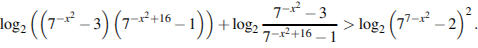 log₂ ((7^{−x²} − 3) (7^{−x²+16} − 1)) + log₂ \frac{7^{−x²} − 3}{7^{−x²+16} − 1} > log₂ (7^{7−x²} − 2)².